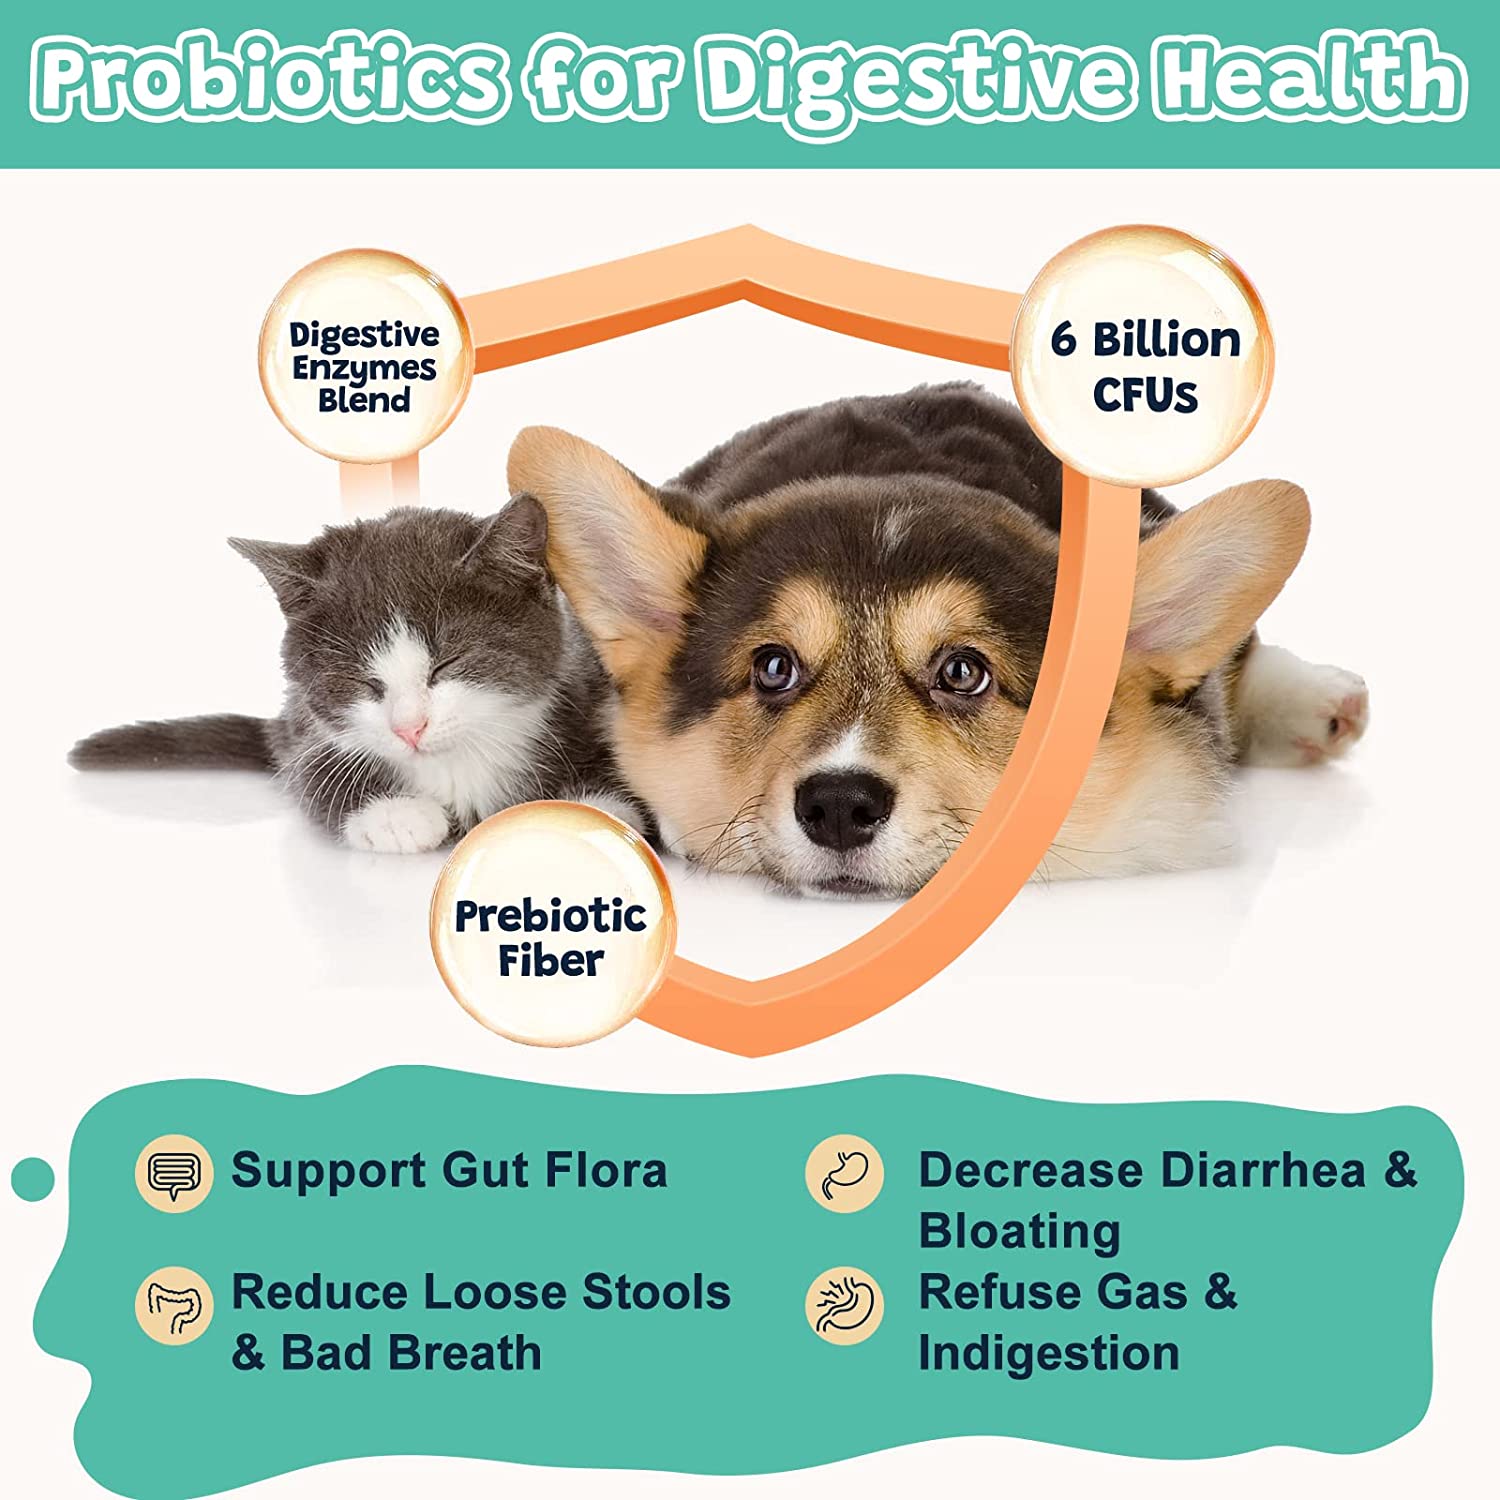 Probiotics for Digestive Health
Digestive
Enzymes
Blend
6 Billion
CFUs
Prebiotic
Fiber
Support Gut Flora
Reduce Loose Stools
& Bad Breath
Decrease Diarrhea &
Bloating
Refuse Gas &
Indigestion